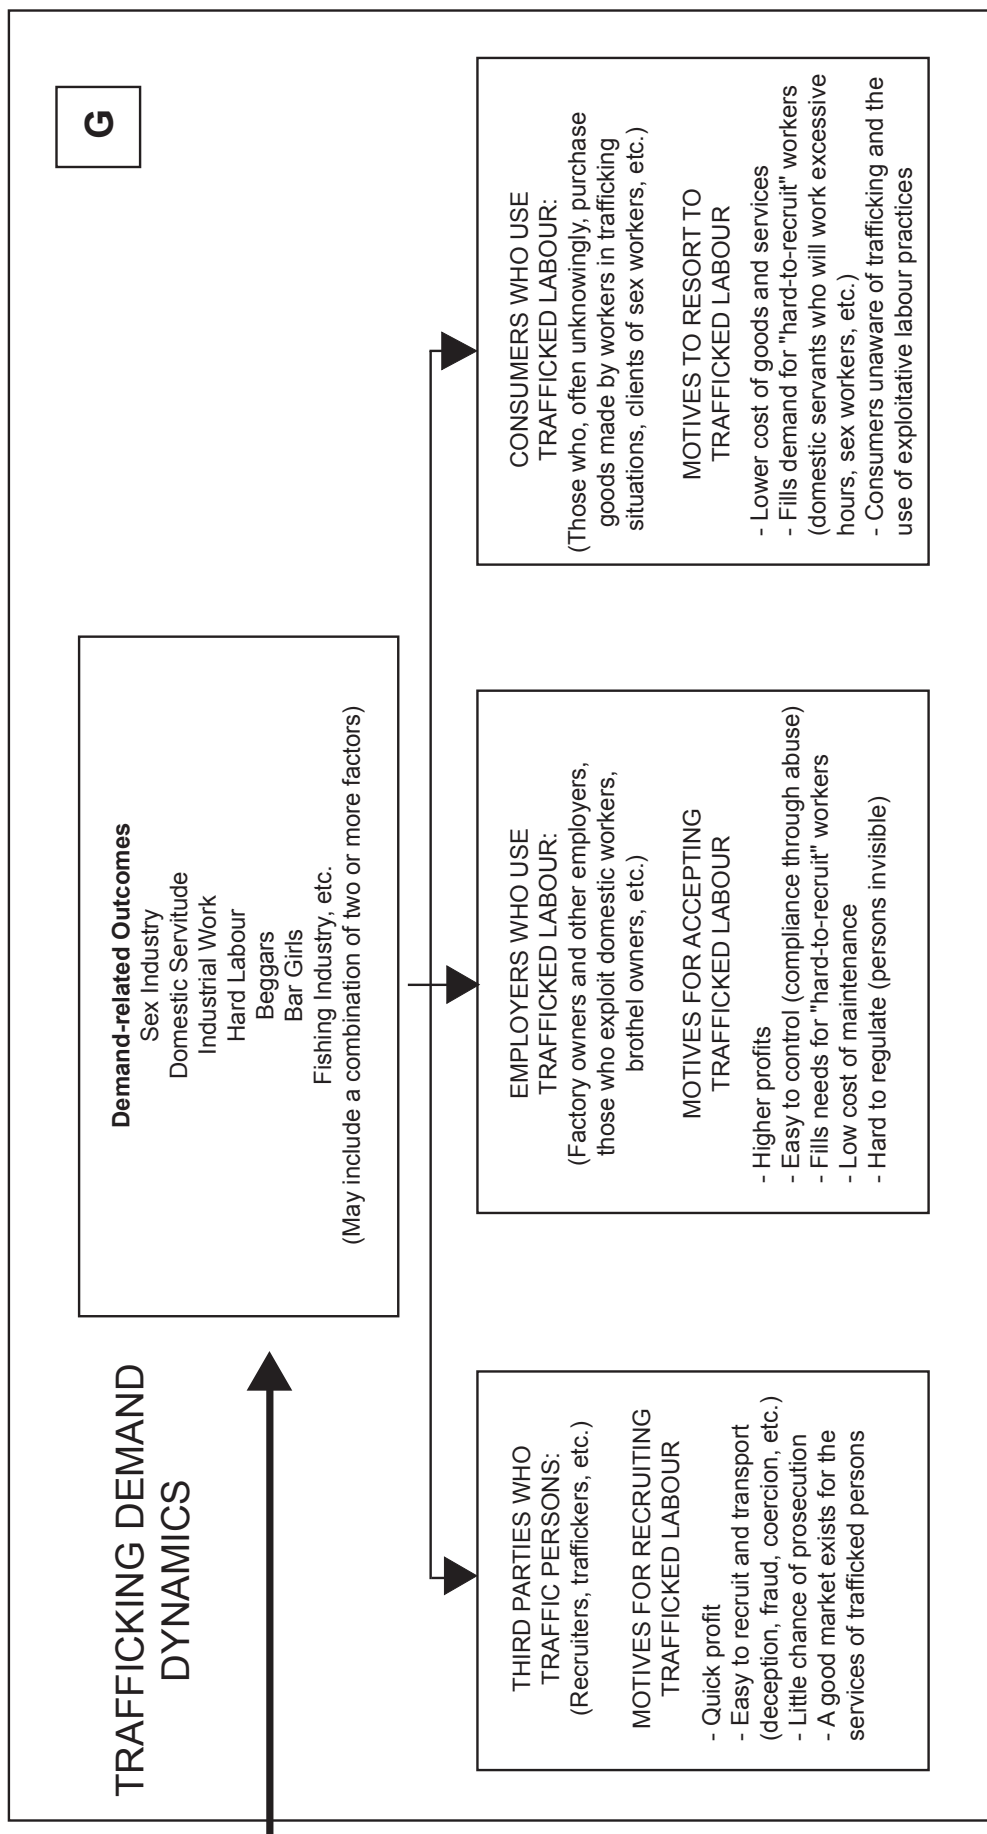 TRAFFICKING DEMAND
DYNAMICS
G
Demand-related Outcomes
Sex Industry
Domestic Servitude
Industrial Work
Hard Labour
Beggars
Bar Girls
Fishing Industry, etc.
(May include a combination of two or more factors)
THIRD PARTIES WHO
TRAFFIC PERSONS:
(Recruiters, traffickers, etc.)
MOTIVES FOR RECRUITING
TRAFFICKED LABOUR
- Quick profit
- Easy to recruit and transport
(deception, fraud, coercion, etc.)
- Little chance of prosecution
- A good market exists for the
services of trafficked persons
EMPLOYERS WHO USE
TRAFFICKED LABOUR:
(Factory owners and other employers,
those who exploit domestic workers,
brothel owners, etc.)
MOTIVES FOR ACCEPTING
TRAFFICKED LABOUR
- Higher profits
- Easy to control (compliance through abuse)
- Fills needs for "hard-to-recruit" workers
- Low cost of maintenance
- Hard to regulate (persons invisible)
CONSUMERS WHO USE
TRAFFICKED LABOUR:
(Those who, often unknowingly, purchase
goods made by workers in trafficking
situations, clients of sex workers, etc.)
MOTIVES TO RESORT TO
TRAFFICKED LABOUR
- Lower cost of goods and services
- Fills demand for "hard-to-recruit" workers
(domestic servants who will work excessive
hours, sex workers, etc.)
- Consumers unaware of trafficking and the
use of exploitative labour practices